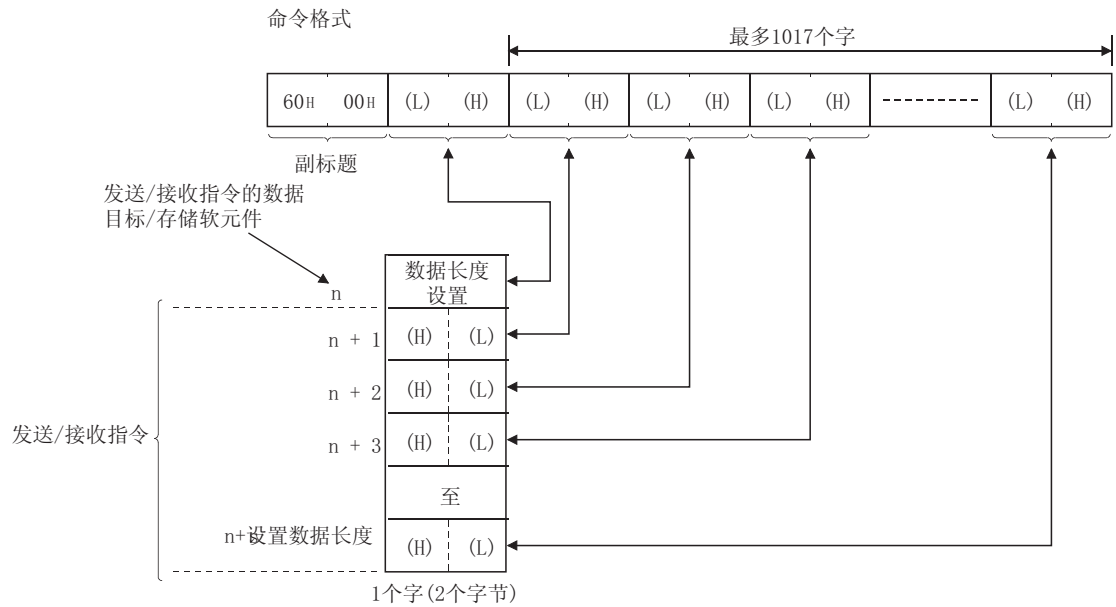 命令格式
最多1017个字
60H 00H (L) (H) (L) (H) (L) (H) (L) (H) (L) (H)
副标题
发送/接收指令的数据
目标/存储软元件
n
数据长度
设置
n + 1 (H) (L)
n + 2 (H) (L)
发送/接收指令
n + 3 (H) (L)
至
n+设置数据长度 (H) (L)
1个字(2个字节)